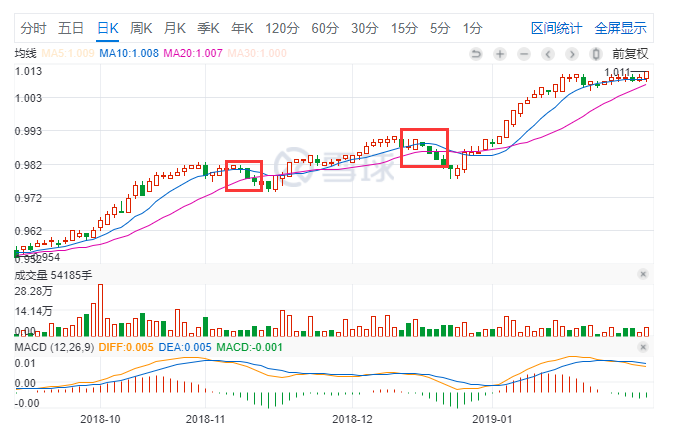 分时 五日 日K 周K 月K 季K 年K 120分 60分 30分 15分 5分 1分 区间统计 全屏显示
均线 MA5:1.009 MA10:1.008 MA20:1.007 MA30:1.000 前复权
1.013
1.011
1.003
0.993
雪球
0.982
0.972
0.962
0.952
0.954
成交量 54185手
28.28万
14.14万
0.00
MACD (12,26,9) DIFF:0.005 DEA:0.005 MACD:-0.001
0.01
0.00
-0.00
2018-10 2018-11 2018-12 2019-01